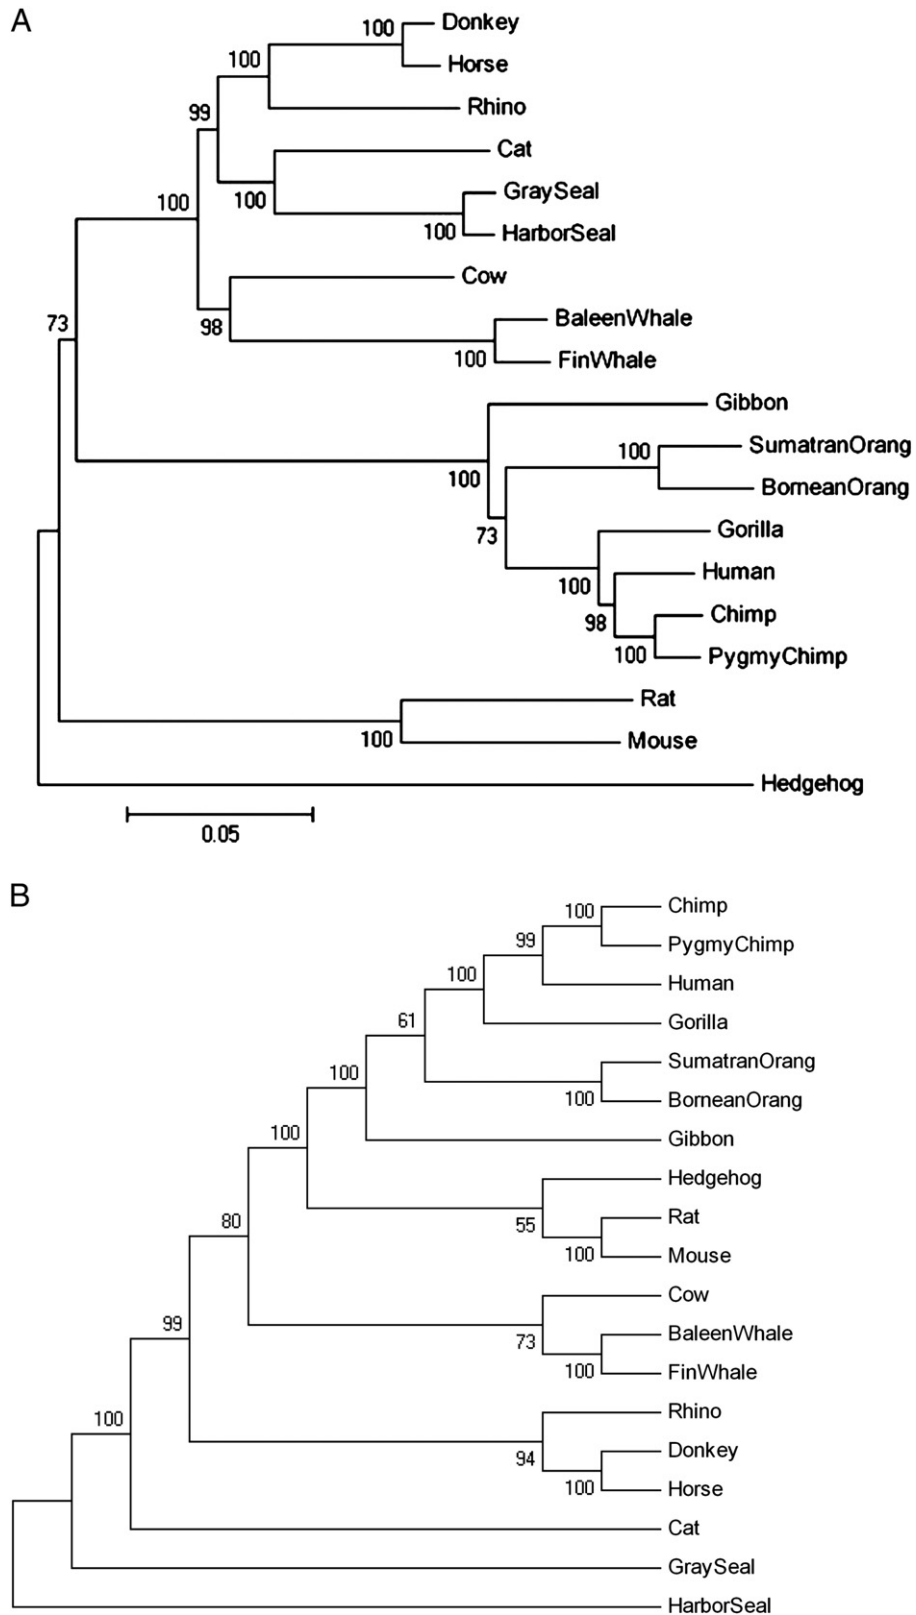 A
Donkey
100
Horse
100
Rhino
99
Cat
100
GraySeal
100
HarborSeal
100
Cow
98
BaleenWhale
100
FinWhale
73
Gibbon
100
SumatranOrang
100
BorneanOrang
73
Gorilla
100
Human
98
Chimp
100
PygmyChimp
Rat
100
Mouse
Hedgehog
0.05
B
Chimp
100
PygmyChimp
99
Human
100
Gorilla
61
SumatranOrang
100
BorneanOrang
100
Gibbon
100
Hedgehog
55
Rat
100
Mouse
80
Cow
73
BaleenWhale
100
FinWhale
99
Rhino
94
Donkey
100
Horse
100
Cat
GraySeal
HarborSeal